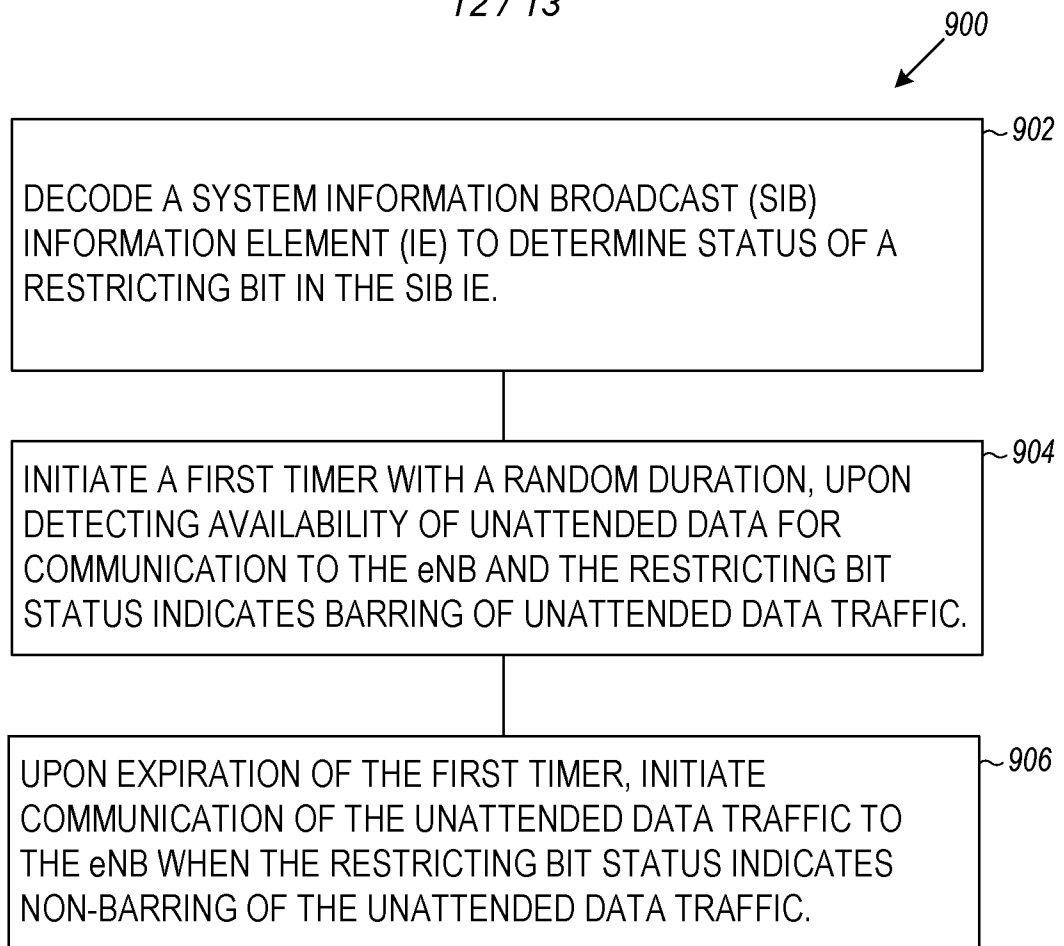 12 / 13
900
902
DECODE A SYSTEM INFORMATION BROADCAST (SIB)
INFORMATION ELEMENT (IE) TO DETERMINE STATUS OF A
RESTRICTING BIT IN THE SIB IE.
904
INITIATE A FIRST TIMER WITH A RANDOM DURATION, UPON
DETECTING AVAILABILITY OF UNATTENDED DATA FOR
COMMUNICATION TO THE eNB AND THE RESTRICTING BIT
STATUS INDICATES BARRING OF UNATTENDED DATA TRAFFIC.
906
UPON EXPIRATION OF THE FIRST TIMER, INITIATE
COMMUNICATION OF THE UNATTENDED DATA TRAFFIC TO
THE eNB WHEN THE RESTRICTING BIT STATUS INDICATES
NON-BARRING OF THE UNATTENDED DATA TRAFFIC.